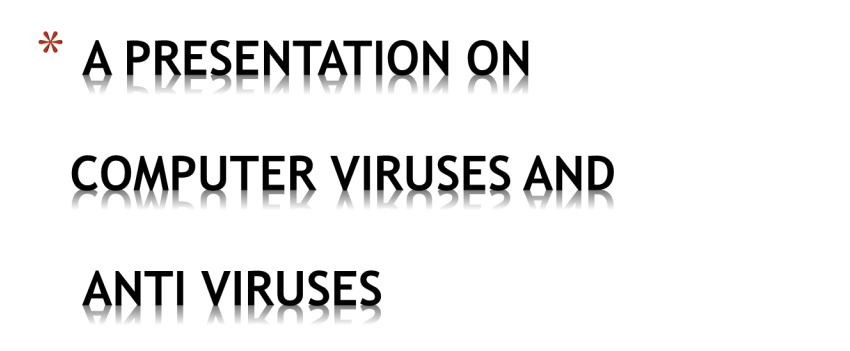 * A PRESENTATION ON
COMPUTER VIRUSES AND
ANTI VIRUSES